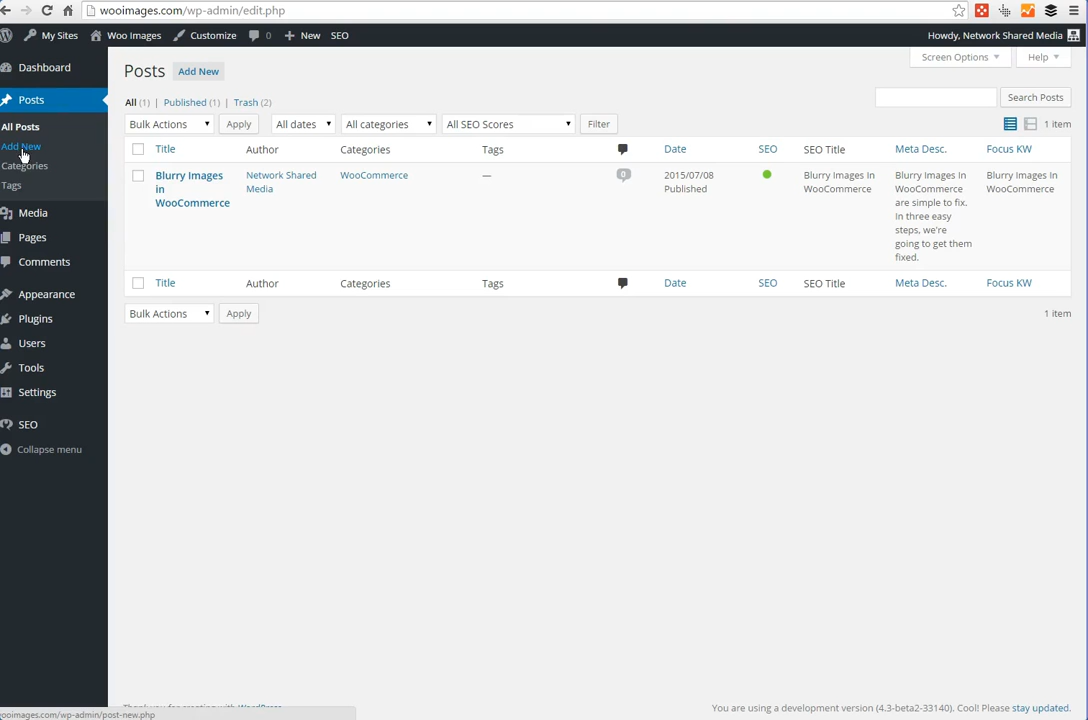 wooimages.com/wp-admin/edit.php
My Sites Woo Images Customize 0 New SEO Howdy, Network Shared Media
Dashboard
Posts
All Posts
Add New
Categories
Tags
Media
Pages
Comments
Appearance
Plugins
Users
Tools
Settings
SEO
Collapse menu
Screen Options Help
Posts Add New
All (1) | Published (1) | Trash (2)
Search Posts
Bulk Actions Apply All dates All categories All SEO Scores Filter 1 item
Title Author Categories Tags Date SEO SEO Title Meta Desc. Focus KW
Blurry Images
in
WooCommerce
Network Shared
Media
WooCommerce
—
0
2015/07/08
Published
Blurry Images In
WooCommerce
Blurry Images In
WooCommerce
are simple to fix.
In three easy
steps, we're
going to get them
fixed.
Blurry Images In
WooCommerce
Title Author Categories Tags Date SEO SEO Title Meta Desc. Focus KW
Bulk Actions Apply 1 item
You are using a development version (4.3-beta2-33140). Cool! Please stay updated.
ooimages.com/wp-admin/post-new.php